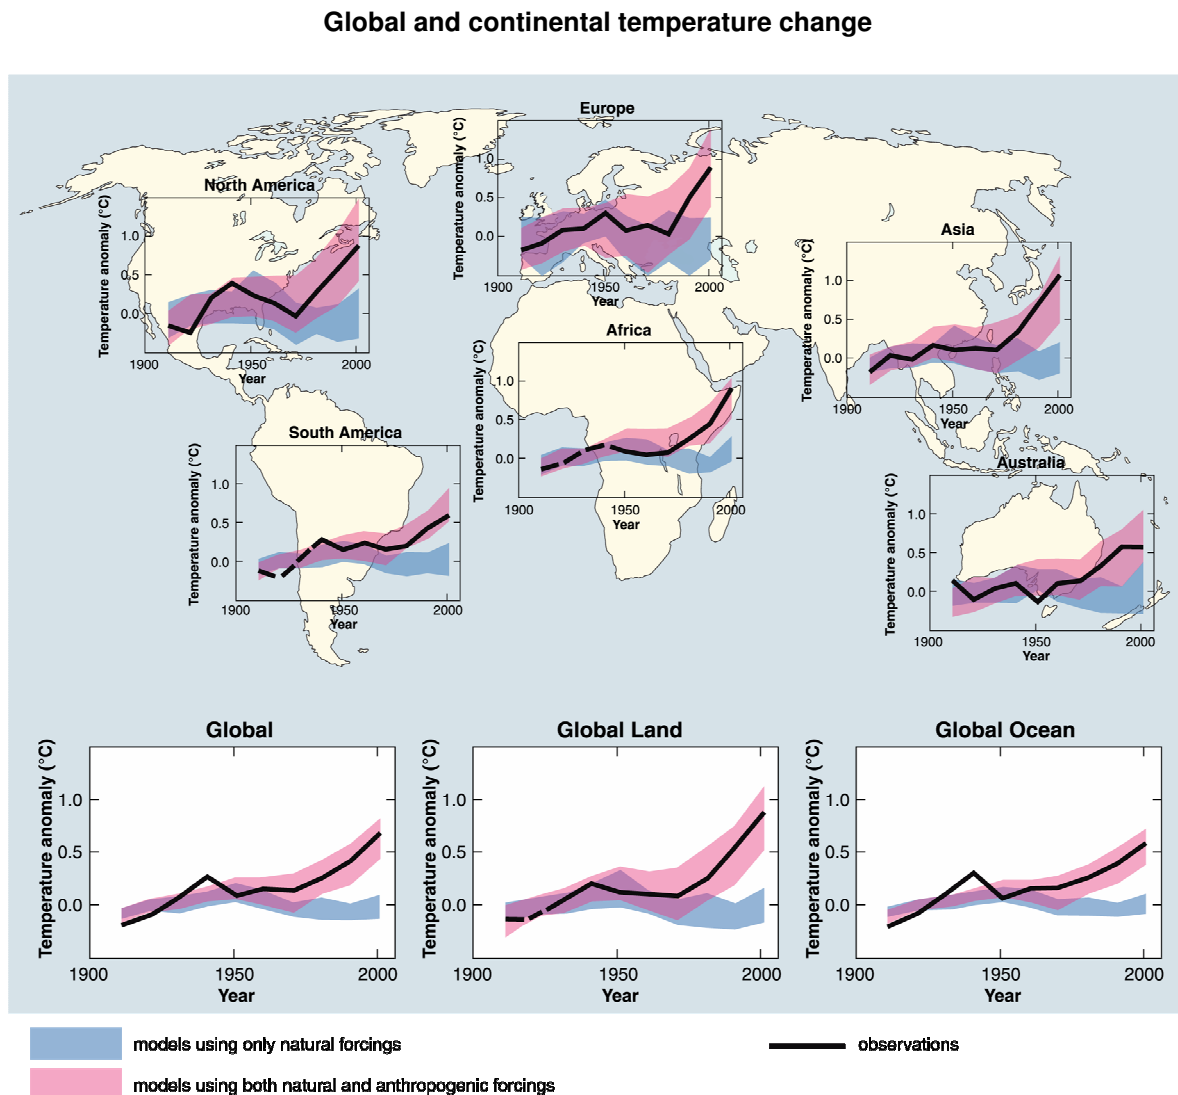 Global and continental temperature change
Europe
Temperature anomaly (°C)
1.0
0.5
0.0
1900
1950
2000
Year
North America
Temperature anomaly (°C)
1.0
0.5
0.0
1900
1950
2000
Year
Asia
Temperature anomaly (°C)
1.0
0.5
0.0
1900
1950
2000
Year
Africa
Temperature anomaly (°C)
1.0
0.5
0.0
1900
1950
2000
Year
South America
Temperature anomaly (°C)
1.0
0.5
0.0
1900
1950
2000
Year
Australia
Temperature anomaly (°C)
1.0
0.5
0.0
1900
1950
2000
Year
Global
Temperature anomaly (°C)
1.0
0.5
0.0
1900
1950
2000
Year
Global Land
Temperature anomaly (°C)
1.0
0.5
0.0
1900
1950
2000
Year
Global Ocean
Temperature anomaly (°C)
1.0
0.5
0.0
1900
1950
2000
Year
models using only natural forcings
observations
models using both natural and anthropogenic forcings